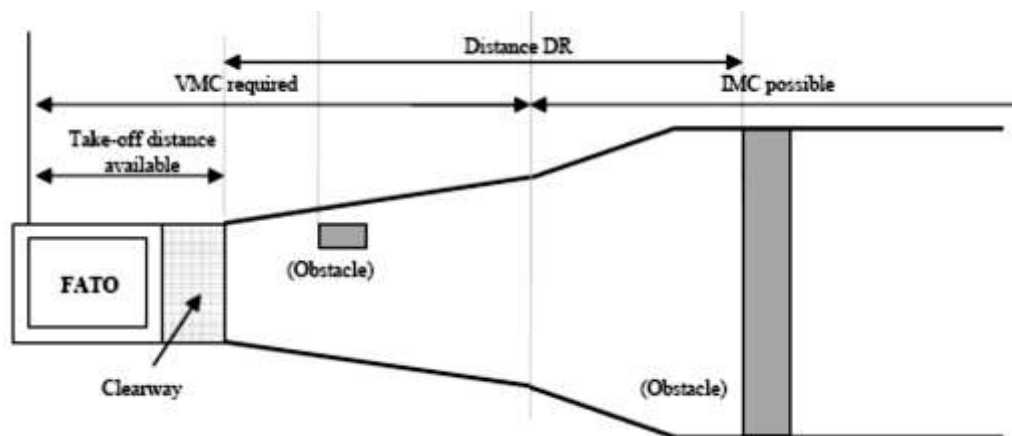 Distance DR
VMC required
IMC possible
Take-off distance
available
FATO
(Obstacle)
Clearway
(Obstacle)